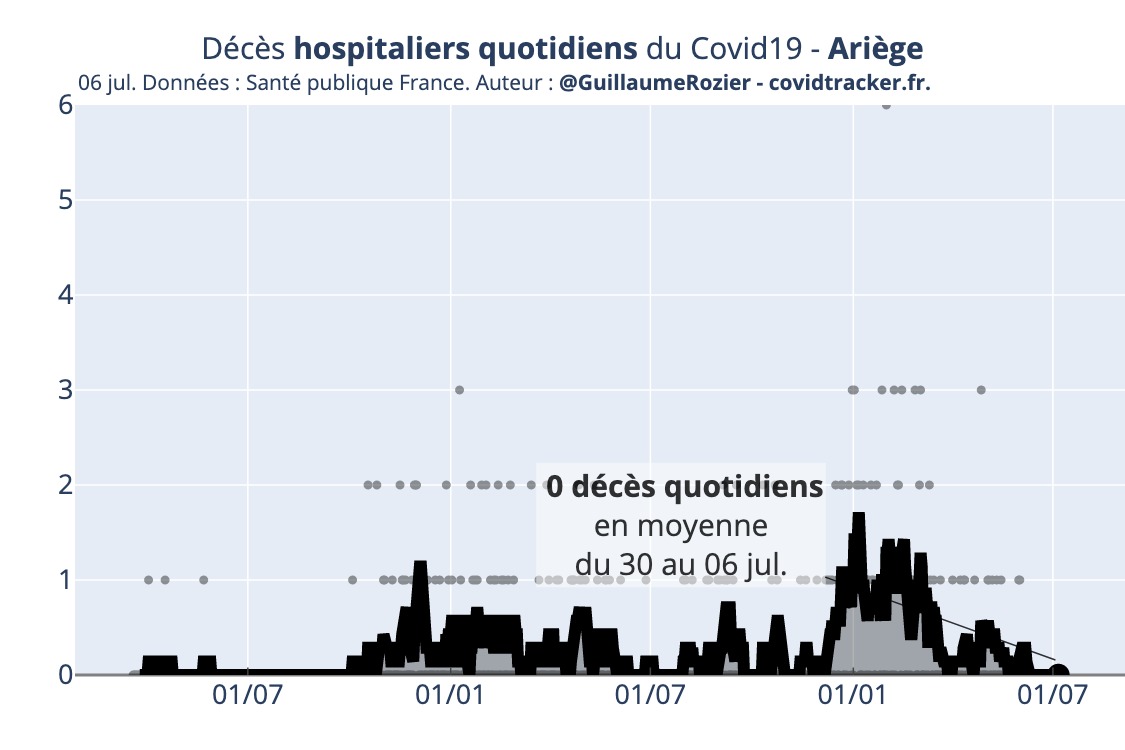 Décès hospitaliers quotidiens du Covid19 - Ariège
06 jul. Données : Santé publique France. Auteur : @GuillaumeRozier - covidtracker.fr.
6
5
4
3
2
1
0
0 décès quotidiens
en moyenne
du 30 au 06 jul.
01/07
01/01
01/07
01/01
01/07